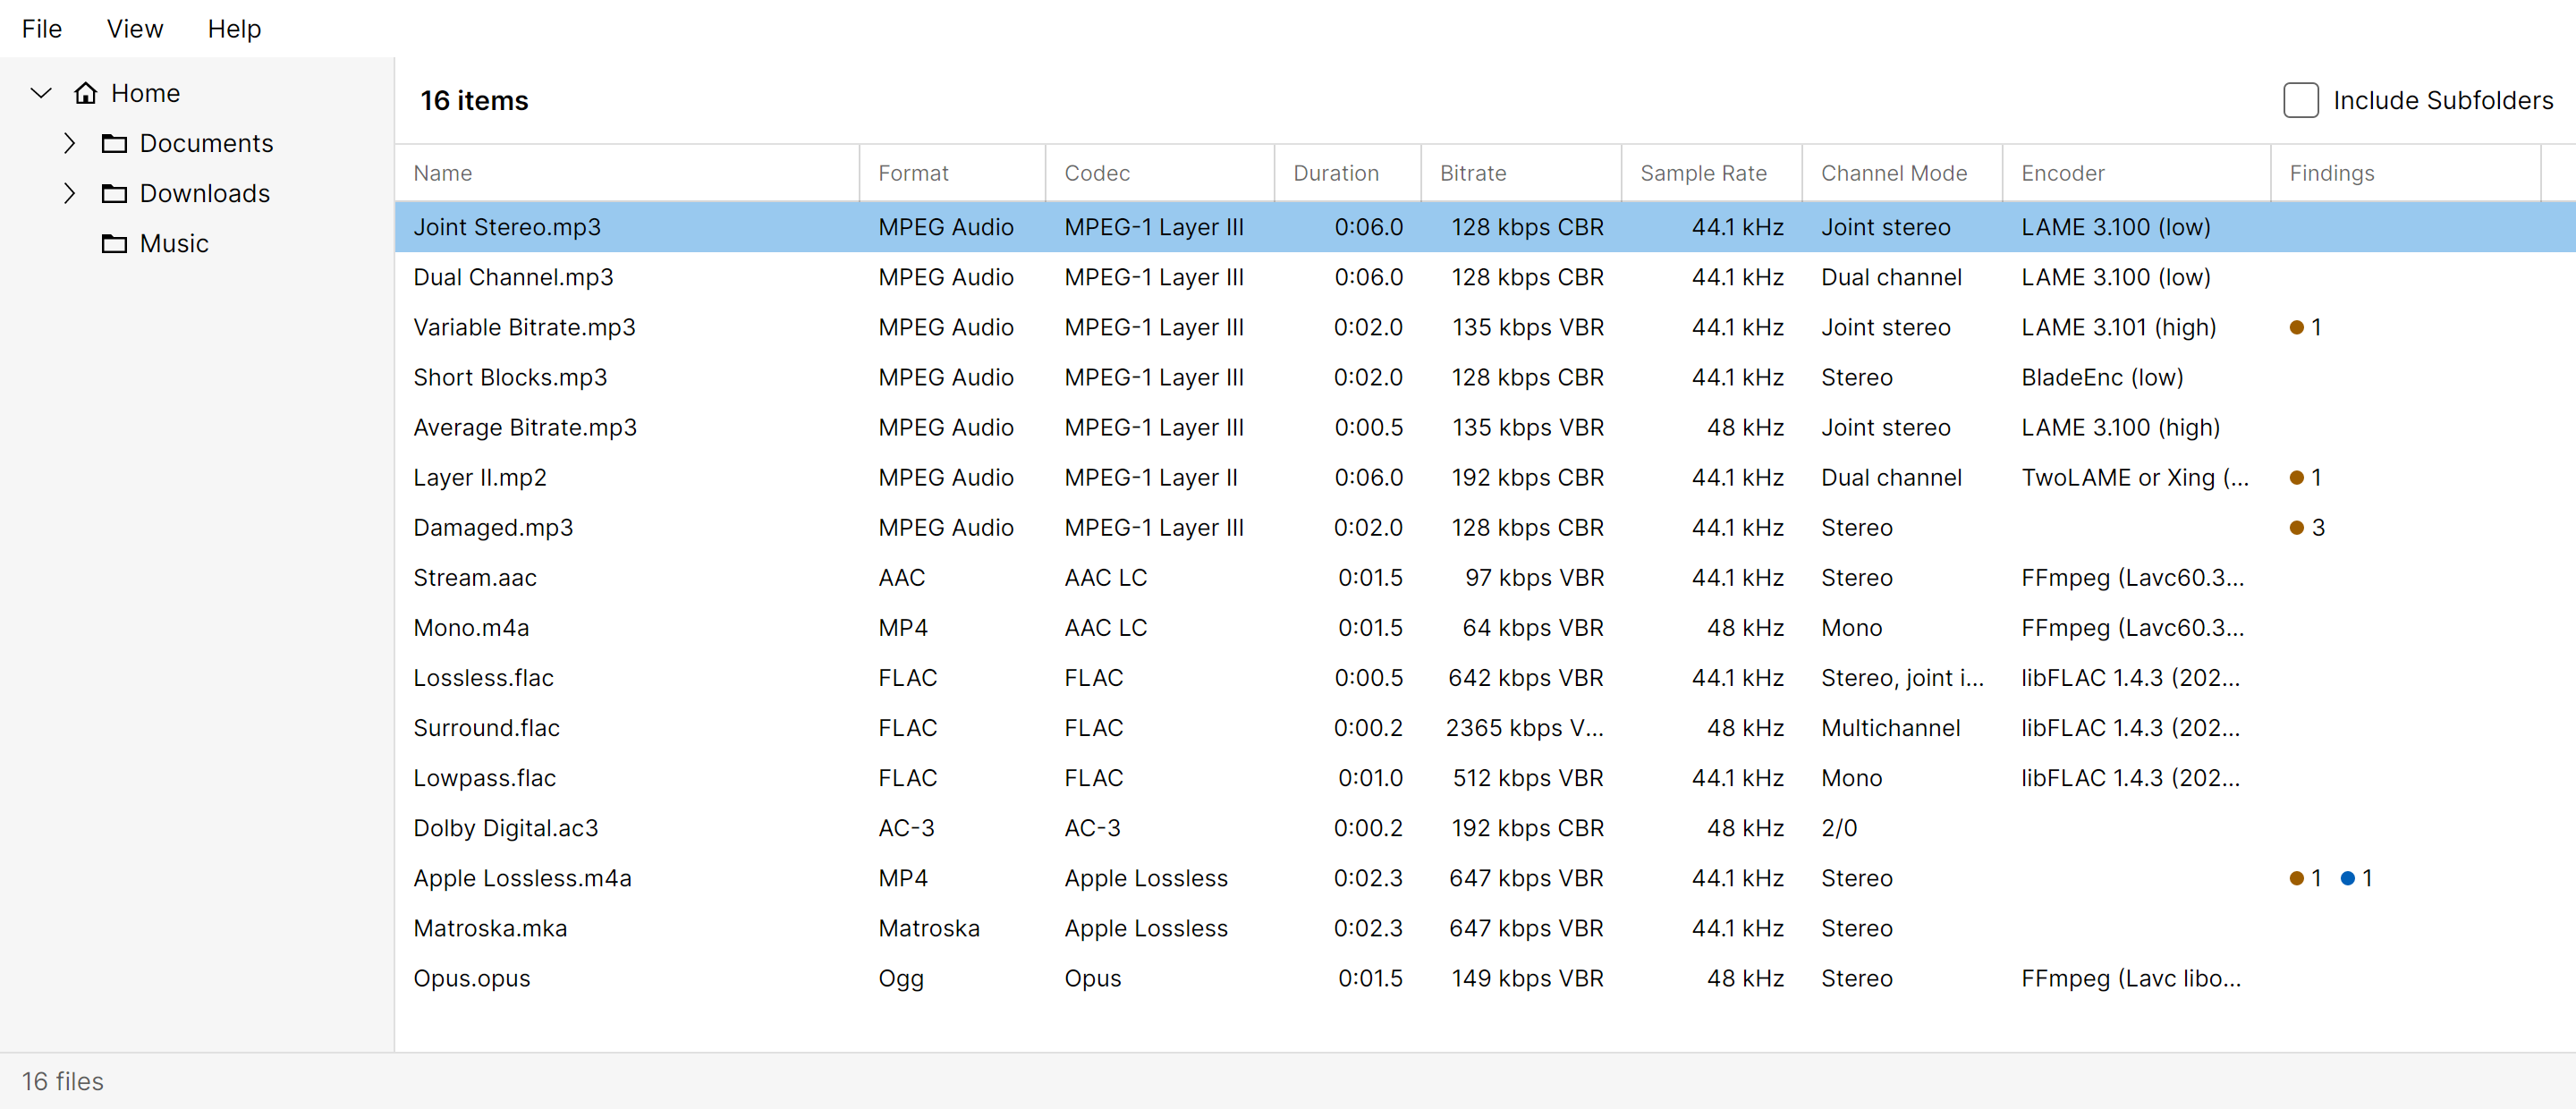 File View Help
Home
Documents
Downloads
Music
16 items
Include Subfolders
Name Format Codec Duration Bitrate Sample Rate Channel Mode Encoder Findings
Joint Stereo.mp3 MPEG Audio MPEG-1 Layer III 0:06.0 128 kbps CBR 44.1 kHz Joint stereo LAME 3.100 (low)
Dual Channel.mp3 MPEG Audio MPEG-1 Layer III 0:06.0 128 kbps CBR 44.1 kHz Dual channel LAME 3.100 (low)
Variable Bitrate.mp3 MPEG Audio MPEG-1 Layer III 0:02.0 135 kbps VBR 44.1 kHz Joint stereo LAME 3.101 (high) 1
Short Blocks.mp3 MPEG Audio MPEG-1 Layer III 0:02.0 128 kbps CBR 44.1 kHz Stereo BladeEnc (low)
Average Bitrate.mp3 MPEG Audio MPEG-1 Layer III 0:00.5 135 kbps VBR 48 kHz Joint stereo LAME 3.100 (high)
Layer II.mp2 MPEG Audio MPEG-1 Layer II 0:06.0 192 kbps CBR 44.1 kHz Dual channel TwoLAME or Xing (... 1
Damaged.mp3 MPEG Audio MPEG-1 Layer III 0:02.0 128 kbps CBR 44.1 kHz Stereo 3
Stream.aac AAC AAC LC 0:01.5 97 kbps VBR 44.1 kHz Stereo FFmpeg (Lavc60.3...
Mono.m4a MP4 AAC LC 0:01.5 64 kbps VBR 48 kHz Mono FFmpeg (Lavc60.3...
Lossless.flac FLAC FLAC 0:00.5 642 kbps VBR 44.1 kHz Stereo, joint i... libFLAC 1.4.3 (202...
Surround.flac FLAC FLAC 0:00.2 2365 kbps V... 48 kHz Multichannel libFLAC 1.4.3 (202...
Lowpass.flac FLAC FLAC 0:01.0 512 kbps VBR 44.1 kHz Mono libFLAC 1.4.3 (202...
Dolby Digital.ac3 AC-3 AC-3 0:00.2 192 kbps CBR 48 kHz 2/0
Apple Lossless.m4a MP4 Apple Lossless 0:02.3 647 kbps VBR 44.1 kHz Stereo 1 1
Matroska.mka Matroska Apple Lossless 0:02.3 647 kbps VBR 44.1 kHz Stereo
Opus.opus Ogg Opus 0:01.5 149 kbps VBR 48 kHz Stereo FFmpeg (Lavc libo...
16 files